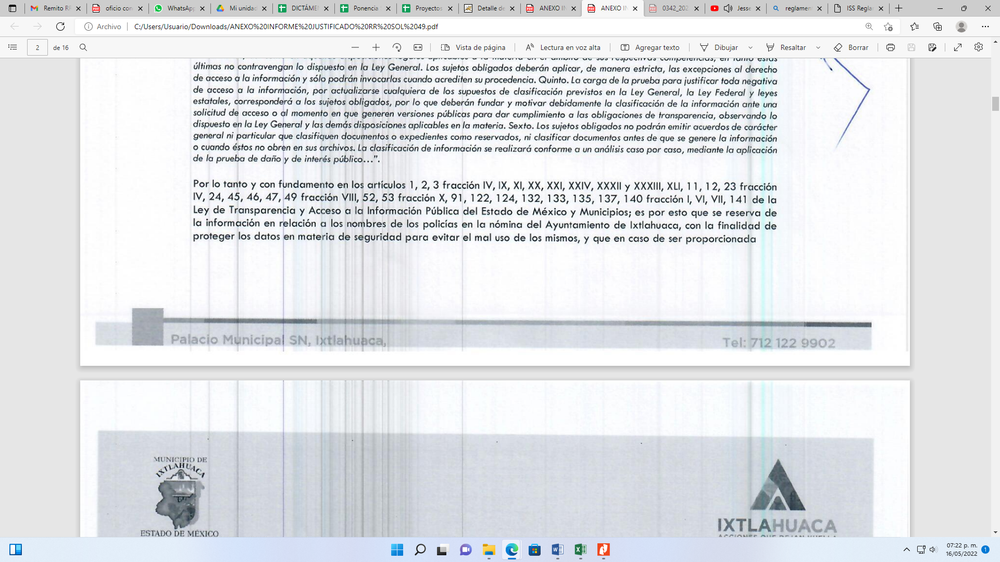 Remito RR
oficio con
WhatsApp
Mi unidad
DICTÁMEN
Ponencia
Proyectos
Detalle de
ANEXO IN
ANEXO IN
0342_202
Jesse
reglament
ISS Regla
Archivo
C:/Users/Usuario/Downloads/ANEXO%20INFORME%20JUSTIFICADO%20RR%20SOL%2049.pdf
2 de 16
Vista de página
Lectura en voz alta
Agregar texto
Dibujar
Resaltar
Borrar
últimas no contravengan lo dispuesto en la Ley General. Los sujetos obligados deberán aplicar, de manera estricta, las excepciones al derecho
de acceso a la información y sólo podrán invocarlas cuando acrediten su procedencia. Quinto. La carga de la prueba para justificar toda negativa
de acceso a la información, por actualizarse cualquiera de los supuestos de clasificación previstos en la Ley General, la Ley Federal y leyes
estatales, corresponderá a los sujetos obligados, por lo que deberán fundar y motivar debidamente la clasificación de la información ante una
solicitud de acceso o al momento en que generen versiones públicas para dar cumplimiento a las obligaciones de transparencia, observando lo
dispuesto en la Ley General y las demás disposiciones aplicables en la materia. Sexto. Los sujetos obligados no podrán emitir acuerdos de carácter
general ni particular que clasifiquen documentos o expedientes como reservados, ni clasificar documentos antes de que se genere la información
o cuando éstos no obren en sus archivos. La clasificación de información se realizará conforme a un análisis caso por caso, mediante la aplicación
de la prueba de daño y de interés público...”.
Por lo tanto y con fundamento en los artículos 1, 2, 3 fracción IV, IX, XI, XX, XXI, XXIV, XXXII y XXXIII, XLI, 11, 12, 23 fracción
IV, 24, 45, 46, 47, 49 fracción VIII, 52, 53 fracción X, 91, 122, 124, 132, 133, 135, 137, 140 fracción I, VI, VII, 141 de la
Ley de Transparencia y Acceso a la Información Pública del Estado de México y Municipios; es por esto que se reserva de
la información en relación a los nombres de los policías en la nómina del Ayuntamiento de Ixtlahuaca, con la finalidad de
proteger los datos en materia de seguridad para evitar el mal uso de los mismos, y que en caso de ser proporcionada
Palacio Municipal SN, Ixtlahuaca,
Tel: 712 122 9902
MUNICIPIO DE
IXTLAHUACA
ESTADO DE MÉXICO
IXTLAHUACA
07:22 p. m.
16/05/2022
1